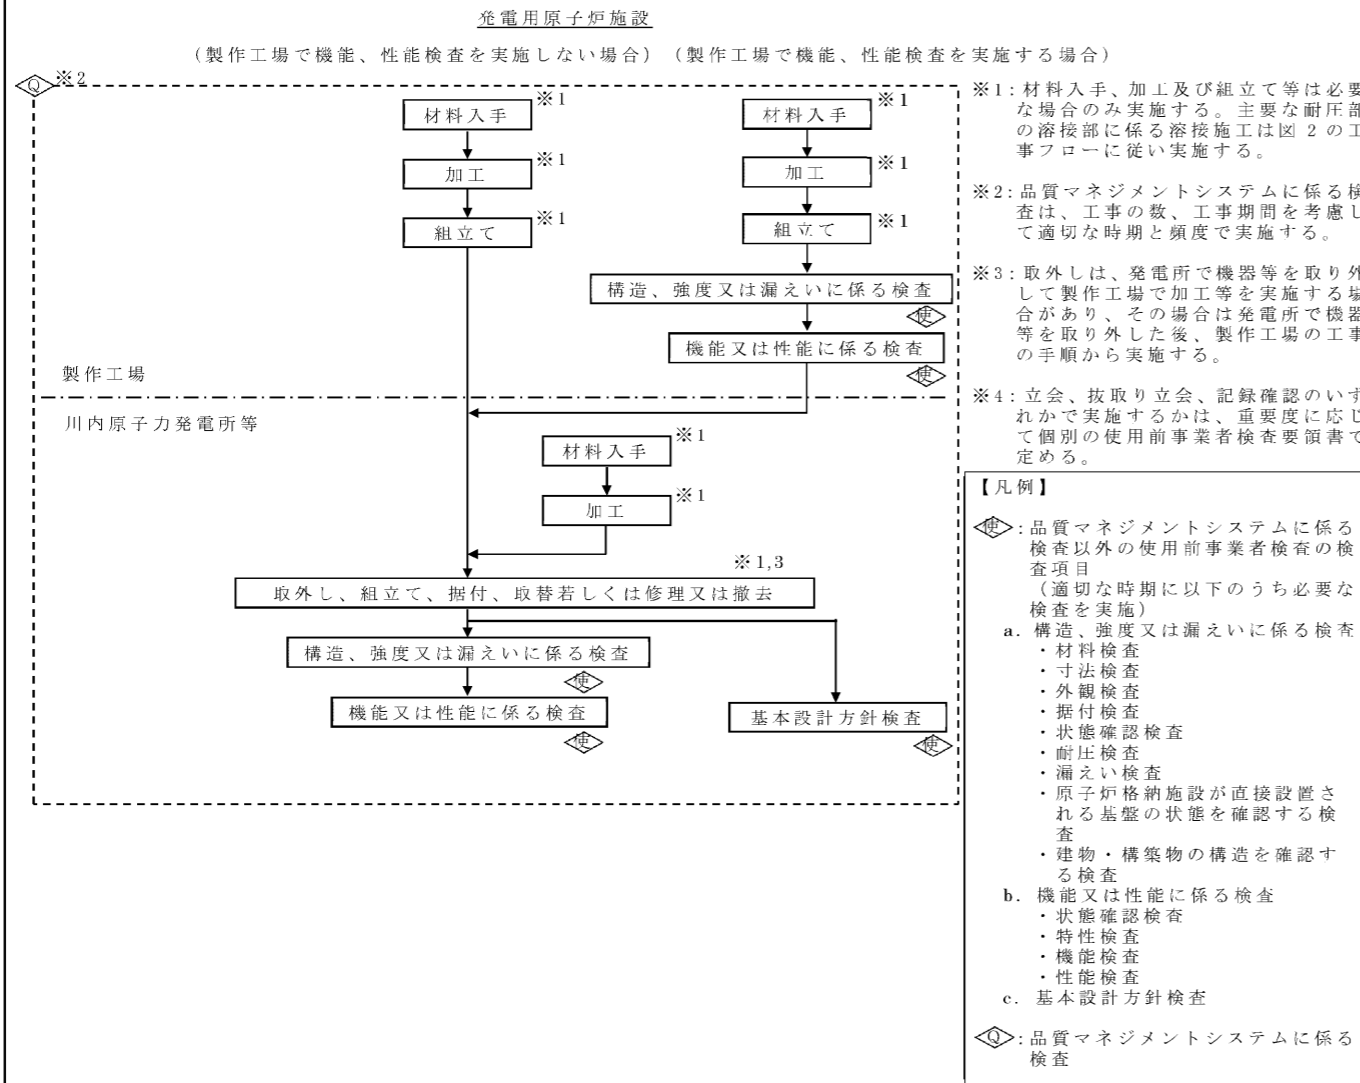 発電用原子炉施設
（製作工場で機能、性能検査を実施しない場合）（製作工場で機能、性能検査を実施する場合）
Q ※2
材料入手 ※1
加工 ※1
組立て ※1
材料入手 ※1
加工 ※1
組立て ※1
構造、強度又は漏えいに係る検査
使
機能又は性能に係る検査
使
製作工場
川内原子力発電所等
材料入手 ※1
加工 ※1
※1,3
取外し、組立て、据付、取替若しくは修理又は撤去
構造、強度又は漏えいに係る検査
使
機能又は性能に係る検査
使
基本設計方針検査
使
※1：材料入手、加工及び組立て等は必要
な場合のみ実施する。主要な耐圧部
の溶接部に係る溶接施工は図 2 の工
事フローに従い実施する。
※2：品質マネジメントシステムに係る検
査は、工事の数、工事期間を考慮し
て適切な時期と頻度で実施する。
※3：取外しは、発電所で機器等を取り外
して製作工場で加工等を実施する場
合があり、その場合は発電所で機器
等を取り外した後、製作工場の工事
の手順から実施する。
※4：立会、抜取り立会、記録確認のいず
れかで実施するかは、重要度に応じ
て個別の使用前事業者検査要領書で
定める。
【凡例】
使：品質マネジメントシステムに係る
検査以外の使用前事業者検査の検
査項目
（適切な時期に以下のうち必要な
検査を実施）
a. 構造、強度又は漏えいに係る検査
・材料検査
・寸法検査
・外観検査
・据付検査
・状態確認検査
・耐圧検査
・漏えい検査
・原子炉格納施設が直接設置さ
れる基盤の状態を確認する検
査
・建物・構築物の構造を確認す
る検査
b. 機能又は性能に係る検査
・状態確認検査
・特性検査
・機能検査
・性能検査
c. 基本設計方針検査
Q：品質マネジメントシステムに係る
検査